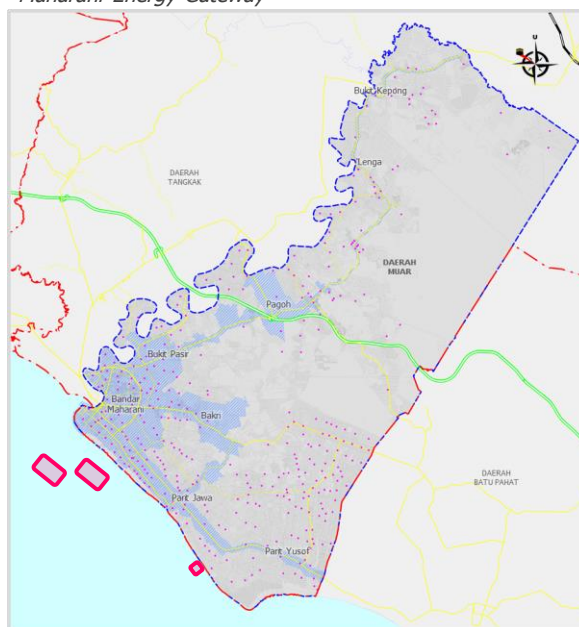 Maharani Energy Gateway
U
Bukit Kepong
Lenga
DAERAH
TANGKAK
DAERAH
MUAR
Pagoh
Bukit Pasir
Bandar
Maharani
Bakri
DAERAH
BATU PAHAT
Parit Jawa
Parit Yusof